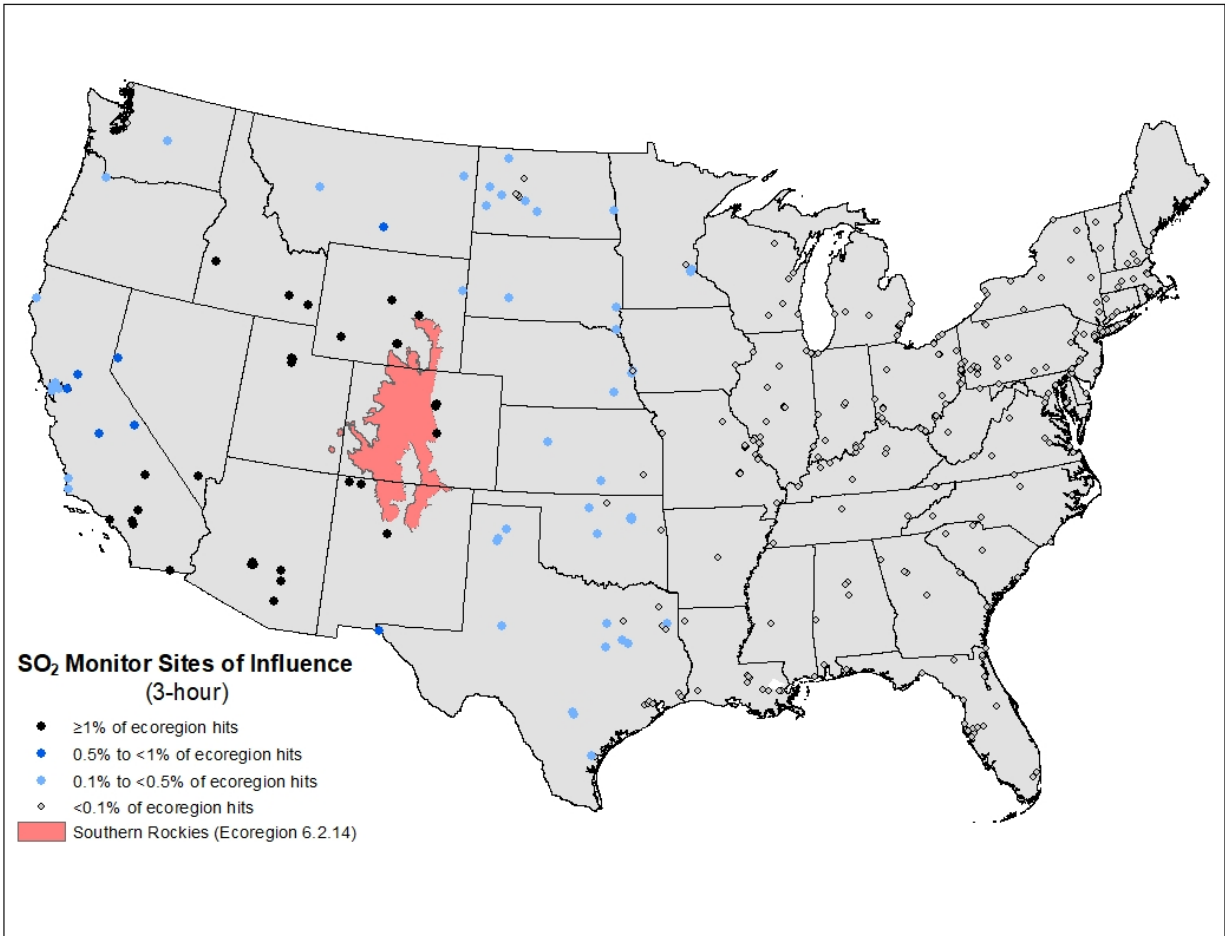 SO₂ Monitor Sites of Influence
(3-hour)
≥1% of ecoregion hits
0.5% to <1% of ecoregion hits
0.1% to <0.5% of ecoregion hits
<0.1% of ecoregion hits
Southern Rockies (Ecoregion 6.2.14)